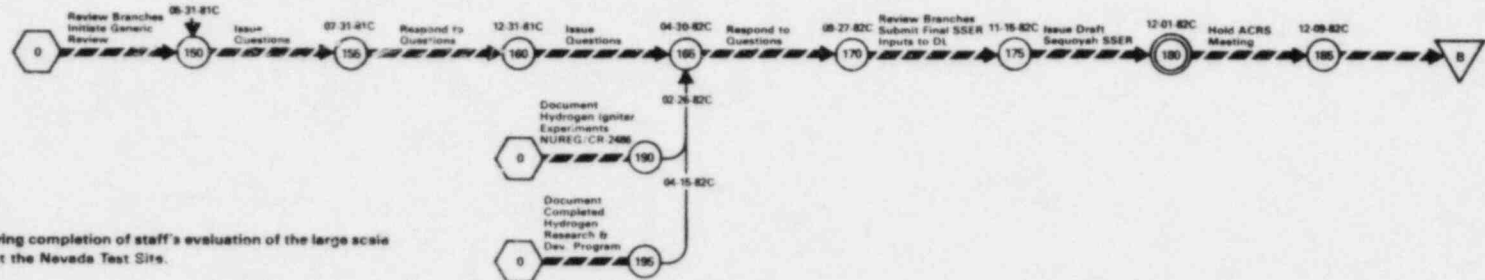 Review Branches
Initiate Generic
Review
05-31-81C
Issue
Questions
07-31-81C
Respond to
Questions
12-31-81C
Issue
Questions
04-30-82C
Respond to
Questions
08-27-82C
Review Branches
Submit Final SSER
Inputs to DL
11-15-82C
Issue Draft
Sequoyah SSER
12-01-82C
Hold ACRS
Meeting
12-09-82C
0
150
155
160
165
170
175
180
185
B
02-26-82C
Document
Hydrogen Igniter
Experiments
NUREG/CR-2486
0
190
04-15-82C
Document
Completed
Hydrogen
Research &
Dev. Program
0
195
ving completion of staff's evaluation of the large scale
t the Nevada Test Site.